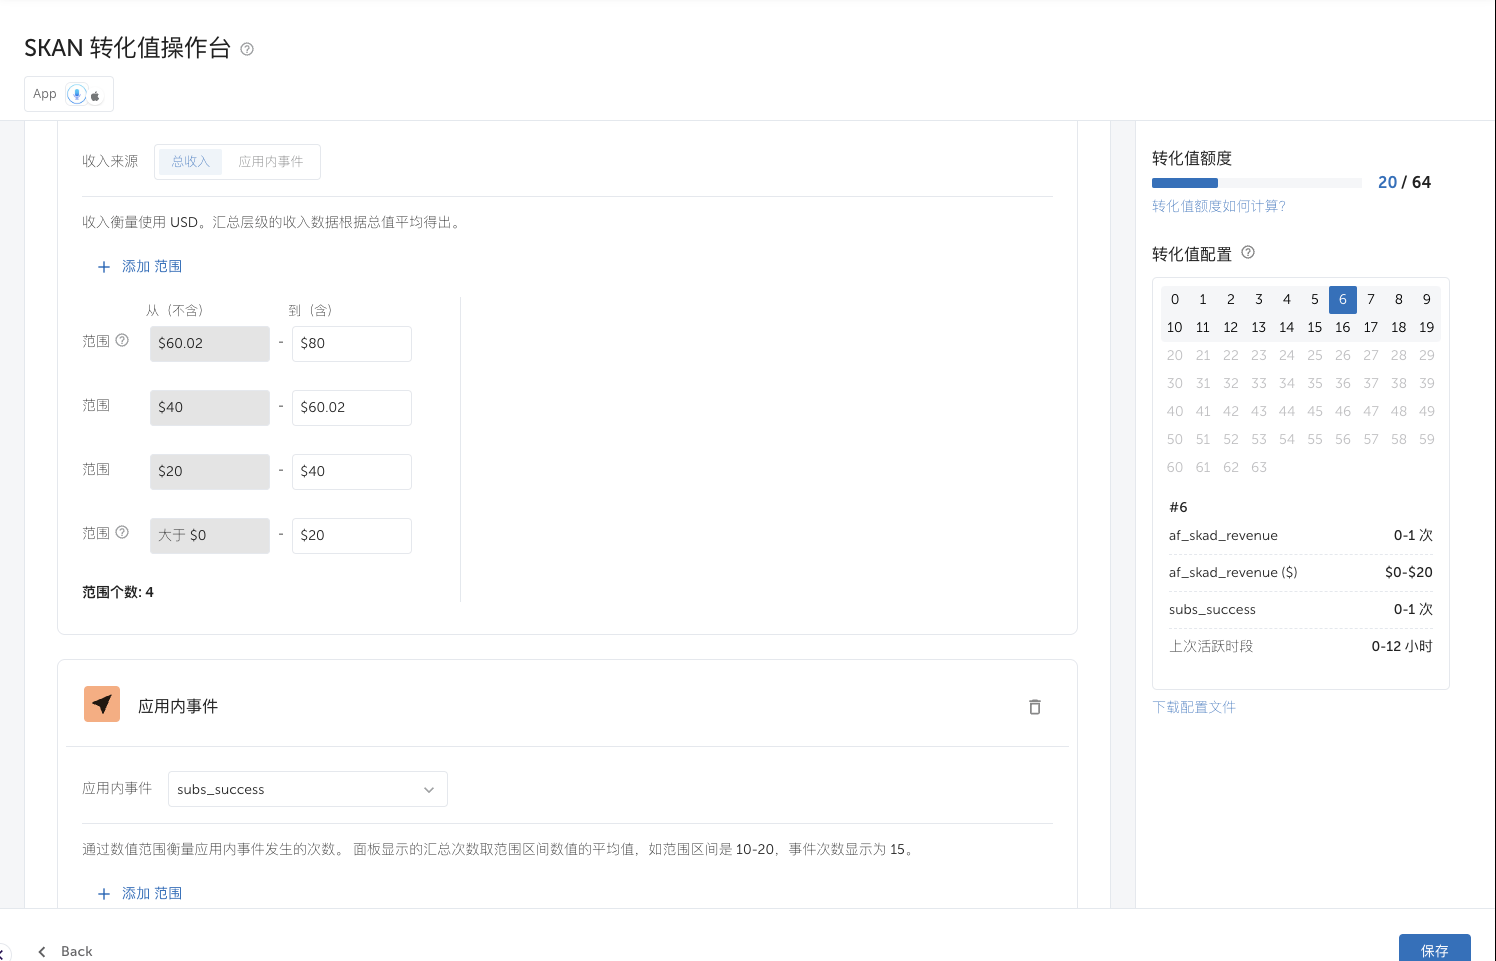 SKAN 转化值操作台
App
收入来源 总收入 应用内事件
收入衡量使用 USD。汇总层级的收入数据根据总值平均得出。
添加 范围
从（不含） 到（含）
范围 $60.02 - $80
范围 $40 - $60.02
范围 $20 - $40
范围 大于 $0 - $20
范围个数: 4
应用内事件
应用内事件 subs_success
通过数值范围衡量应用内事件发生的次数。 面板显示的汇总次数取范围区间数值的平均值，如范围区间是 10-20，事件次数显示为 15。
添加 范围
Back
转化值额度
20 / 64
转化值额度如何计算?
转化值配置
0 1 2 3 4 5 6 7 8 9
10 11 12 13 14 15 16 17 18 19
20 21 22 23 24 25 26 27 28 29
30 31 32 33 34 35 36 37 38 39
40 41 42 43 44 45 46 47 48 49
50 51 52 53 54 55 56 57 58 59
60 61 62 63
#6
af_skad_revenue 0-1 次
af_skad_revenue ($) $0-$20
subs_success 0-1 次
上次活跃时段 0-12 小时
下载配置文件
保存